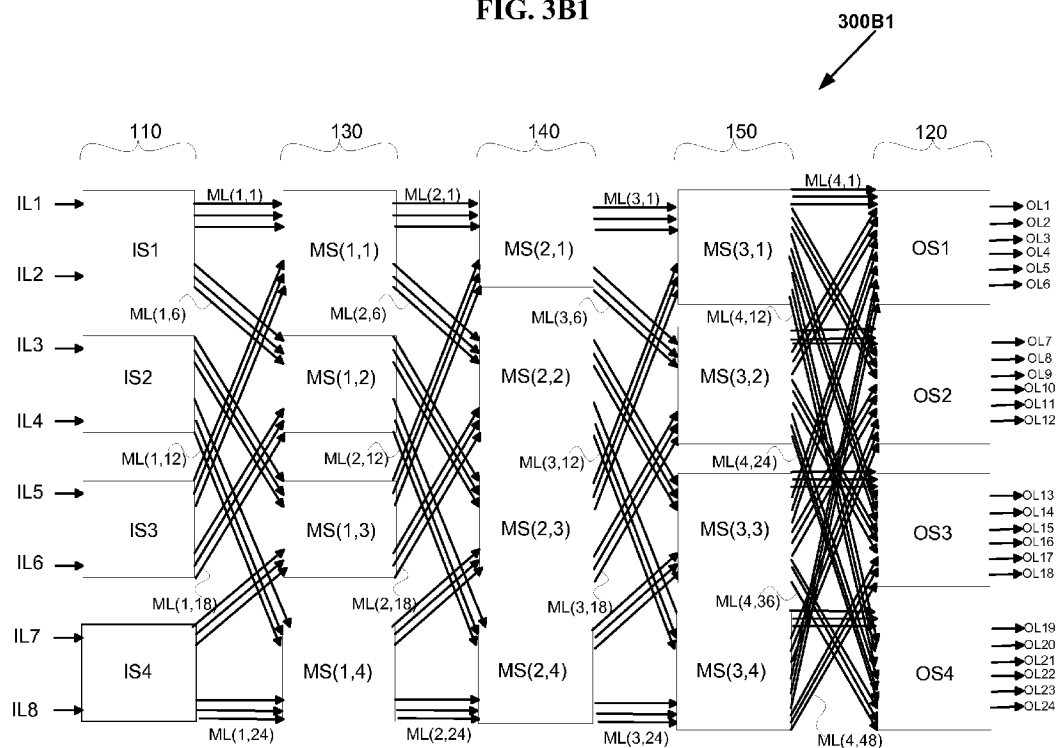 FIG. 3B1
300B1
110 130 140 150 120
ML(1,1) ML(2,1) ML(3,1) ML(4,1)
IL1
IL2
IL3
IL4
IL5
IL6
IL7
IL8
IS1
IS2
IS3
IS4
ML(1,6)
ML(1,12)
ML(1,18)
ML(1,24)
MS(1,1)
MS(1,2)
MS(1,3)
MS(1,4)
ML(2,6)
ML(2,12)
ML(2,18)
ML(2,24)
MS(2,1)
MS(2,2)
MS(2,3)
MS(2,4)
ML(3,6)
ML(3,12)
ML(3,18)
ML(3,24)
MS(3,1)
MS(3,2)
MS(3,3)
MS(3,4)
ML(4,12)
ML(4,24)
ML(4,36)
ML(4,48)
OS1
OS2
OS3
OS4
OL1
OL2
OL3
OL4
OL5
OL6
OL7
OL8
OL9
OL10
OL11
OL12
OL13
OL14
OL15
OL16
OL17
OL18
OL19
OL20
OL21
OL22
OL23
OL24